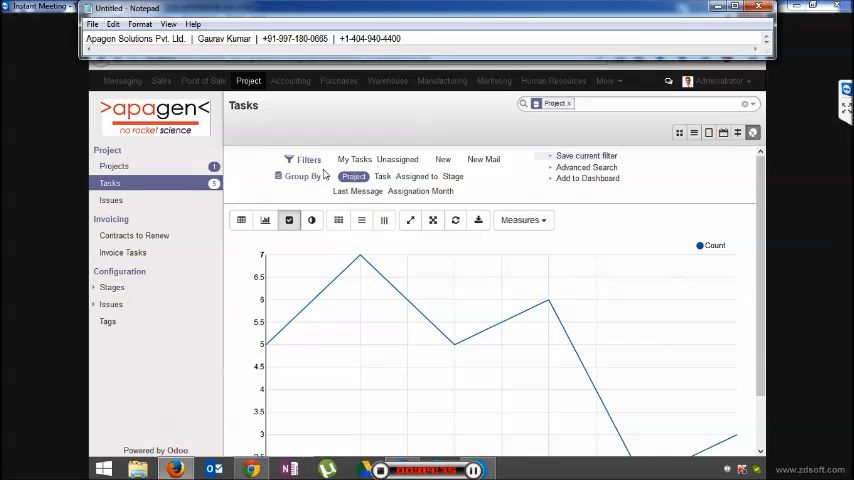 Instant Meeting - T
Untitled - Notepad
File Edit Format View Help
Apagen Solutions Pvt. Ltd. | Gaurav Kumar | +91-997-180-0665 | +1-404-940-4400
Messaging Sales Point of Sale Project Accounting Purchases Warehouse Manufacturing Marketing Human Resources More Administrator
>apagen<
no rocket science
Tasks
Project x
Project
Projects 1
Tasks 5
Issues
Invoicing
Contracts to Renew
Invoice Tasks
Configuration
Stages
Issues
Tags
Powered by Odoo
Filters My Tasks Unassigned New New Mail
Group By Project Task Assigned to Stage
Last Message Assignation Month
Save current filter
Advanced Search
Add to Dashboard
Measures
Count
7
6.5
6
5.5
5
4.5
4
3.5
3
2.5
www.zdsoft.com